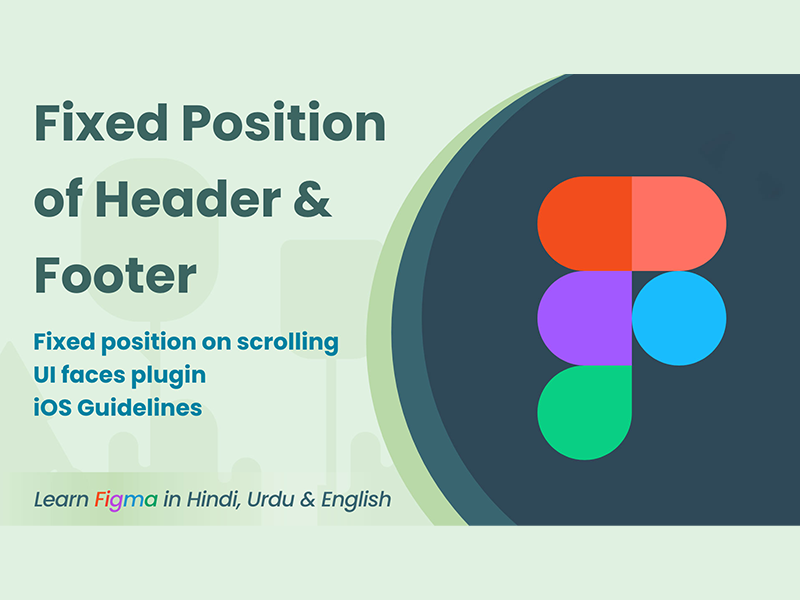 Fixed Position
of Header &
Footer
Fixed position on scrolling
UI faces plugin
iOS Guidelines
Learn Figma in Hindi, Urdu & English